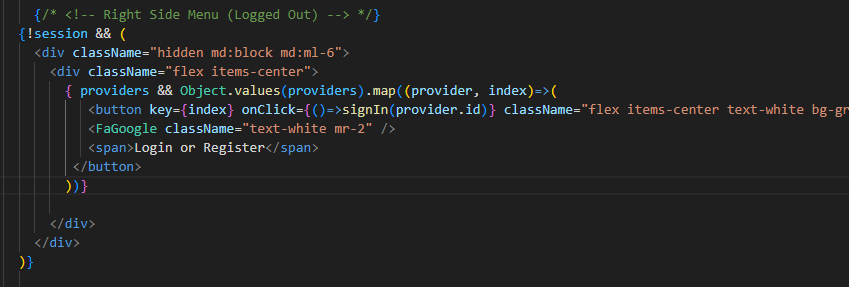 {/* <!-- Right Side Menu (Logged Out) --> */}
{!session && (
<div className="hidden md:block md:ml-6">
<div className="flex items-center">
{ providers && Object.values(providers).map((provider, index)=>(
<button key={index} onClick={()=>signIn(provider.id)} className="flex items-center text-white bg-gr
<FaGoogle className="text-white mr-2" />
<span>Login or Register</span>
</button>
))}
</div>
</div>
)}